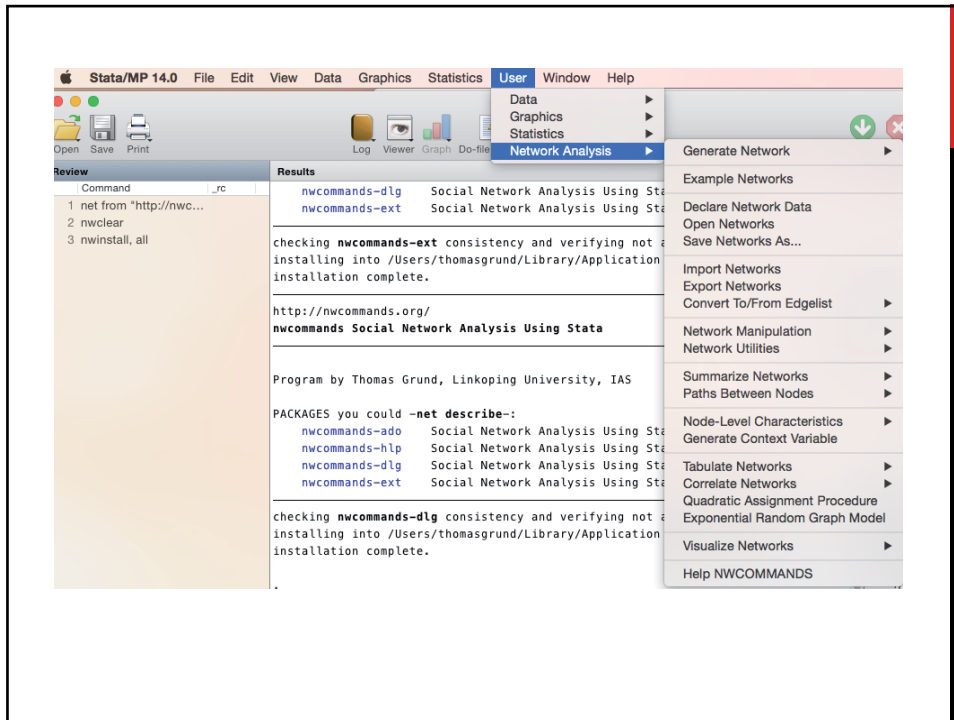 Stata/MP 14.0 File Edit View Data Graphics Statistics User Window Help
Open Save Print Log Viewer Graph Do-file
Data
Graphics
Statistics
Network Analysis
Review
Command _rc
1 net from "http://nwc...
2 nwclear
3 nwinstall, all
Results
nwcommands-dlg Social Network Analysis Using Sta
nwcommands-ext Social Network Analysis Using Sta
checking nwcommands-ext consistency and verifying not a
installing into /Users/thomasgrund/Library/Application
installation complete.
http://nwcommands.org/
nwcommands Social Network Analysis Using Stata
Program by Thomas Grund, Linkoping University, IAS
PACKAGES you could -net describe-:
nwcommands-ado Social Network Analysis Using Sta
nwcommands-hlp Social Network Analysis Using Sta
nwcommands-dlg Social Network Analysis Using Sta
nwcommands-ext Social Network Analysis Using Sta
checking nwcommands-dlg consistency and verifying not a
installing into /Users/thomasgrund/Library/Application
installation complete.
Generate Network
Example Networks
Declare Network Data
Open Networks
Save Networks As...
Import Networks
Export Networks
Convert To/From Edgelist
Network Manipulation
Network Utilities
Summarize Networks
Paths Between Nodes
Node-Level Characteristics
Generate Context Variable
Tabulate Networks
Correlate Networks
Quadratic Assignment Procedure
Exponential Random Graph Model
Visualize Networks
Help NWCOMMANDS